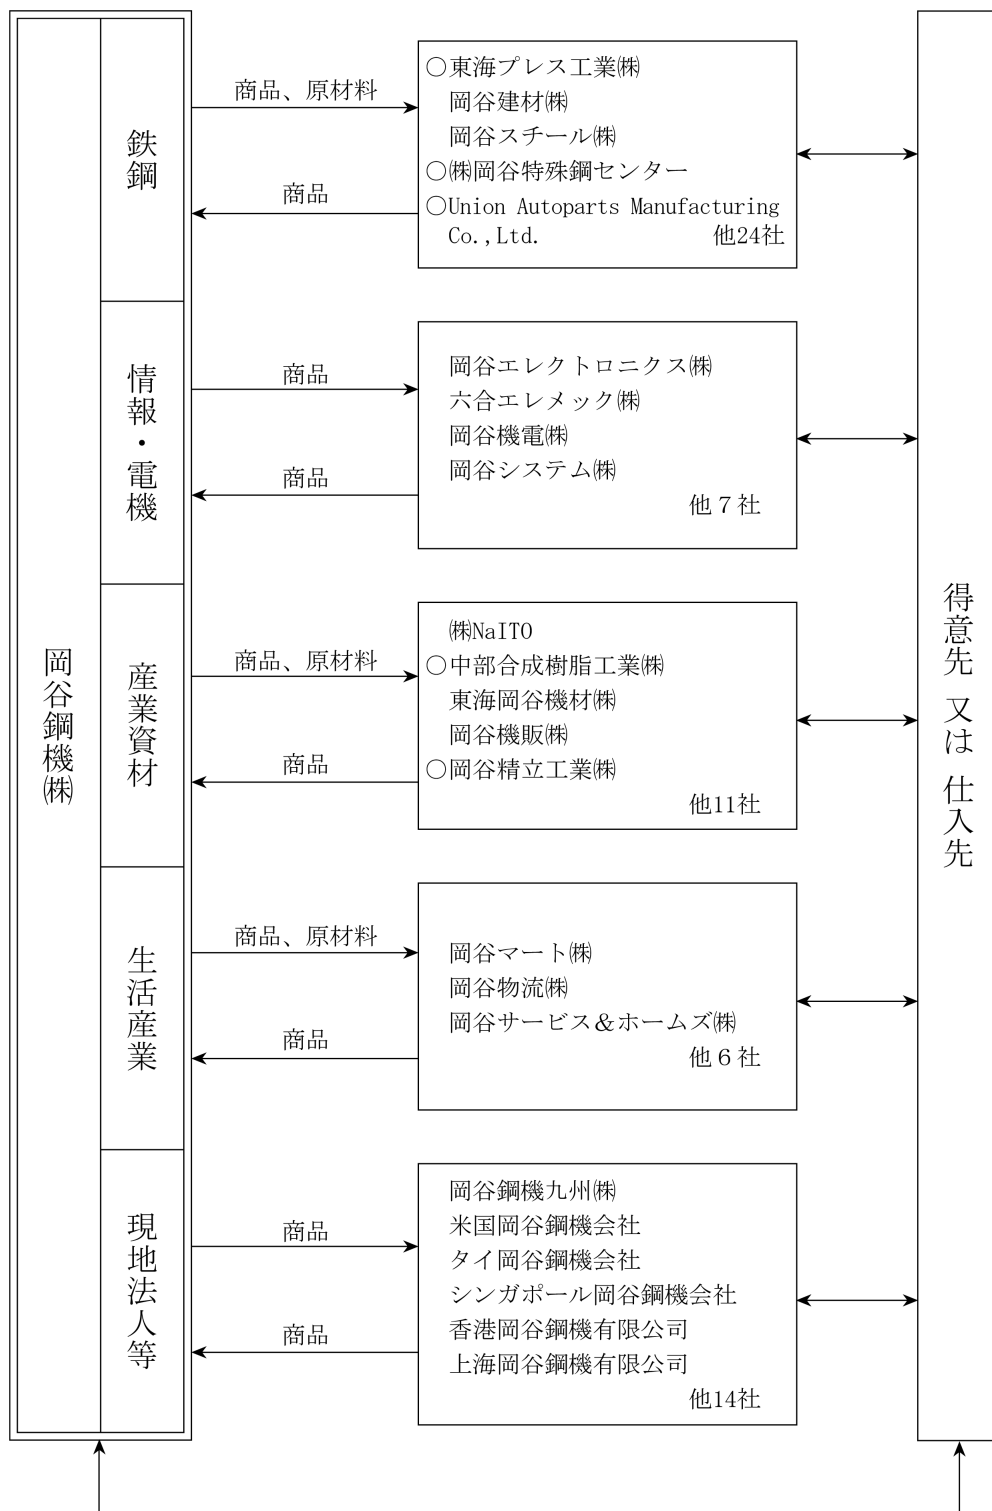 岡谷鋼機㈱
鉄鋼
商品、原材料
商品
○東海プレス工業㈱
岡谷建材㈱
岡谷スチール㈱
○㈱岡谷特殊鋼センター
○Union Autoparts Manufacturing
Co.,Ltd. 他24社
情報・電機
商品
商品
岡谷エレクトロニクス㈱
六合エレメック㈱
岡谷機電㈱
岡谷システム㈱
他７社
産業資材
商品、原材料
商品
㈱NaITO
○中部合成樹脂工業㈱
東海岡谷機材㈱
岡谷機販㈱
○岡谷精立工業㈱
他11社
生活産業
商品、原材料
商品
岡谷マート㈱
岡谷物流㈱
岡谷サービス＆ホームズ㈱
他６社
現地法人等
商品
商品
岡谷鋼機九州㈱
米国岡谷鋼機会社
タイ岡谷鋼機会社
シンガポール岡谷鋼機会社
香港岡谷鋼機有限公司
上海岡谷鋼機有限公司
他14社
得意先 又は 仕入先